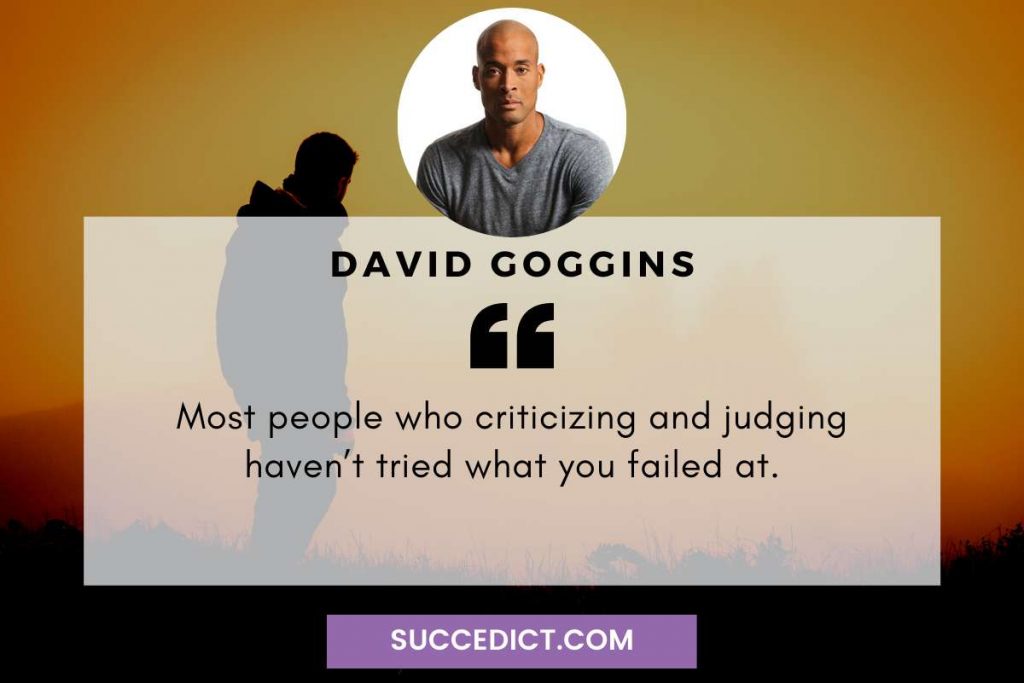 DAVID GOGGINS
“
Most people who criticizing and judging
haven’t tried what you failed at.
SUCCEDICT.COM